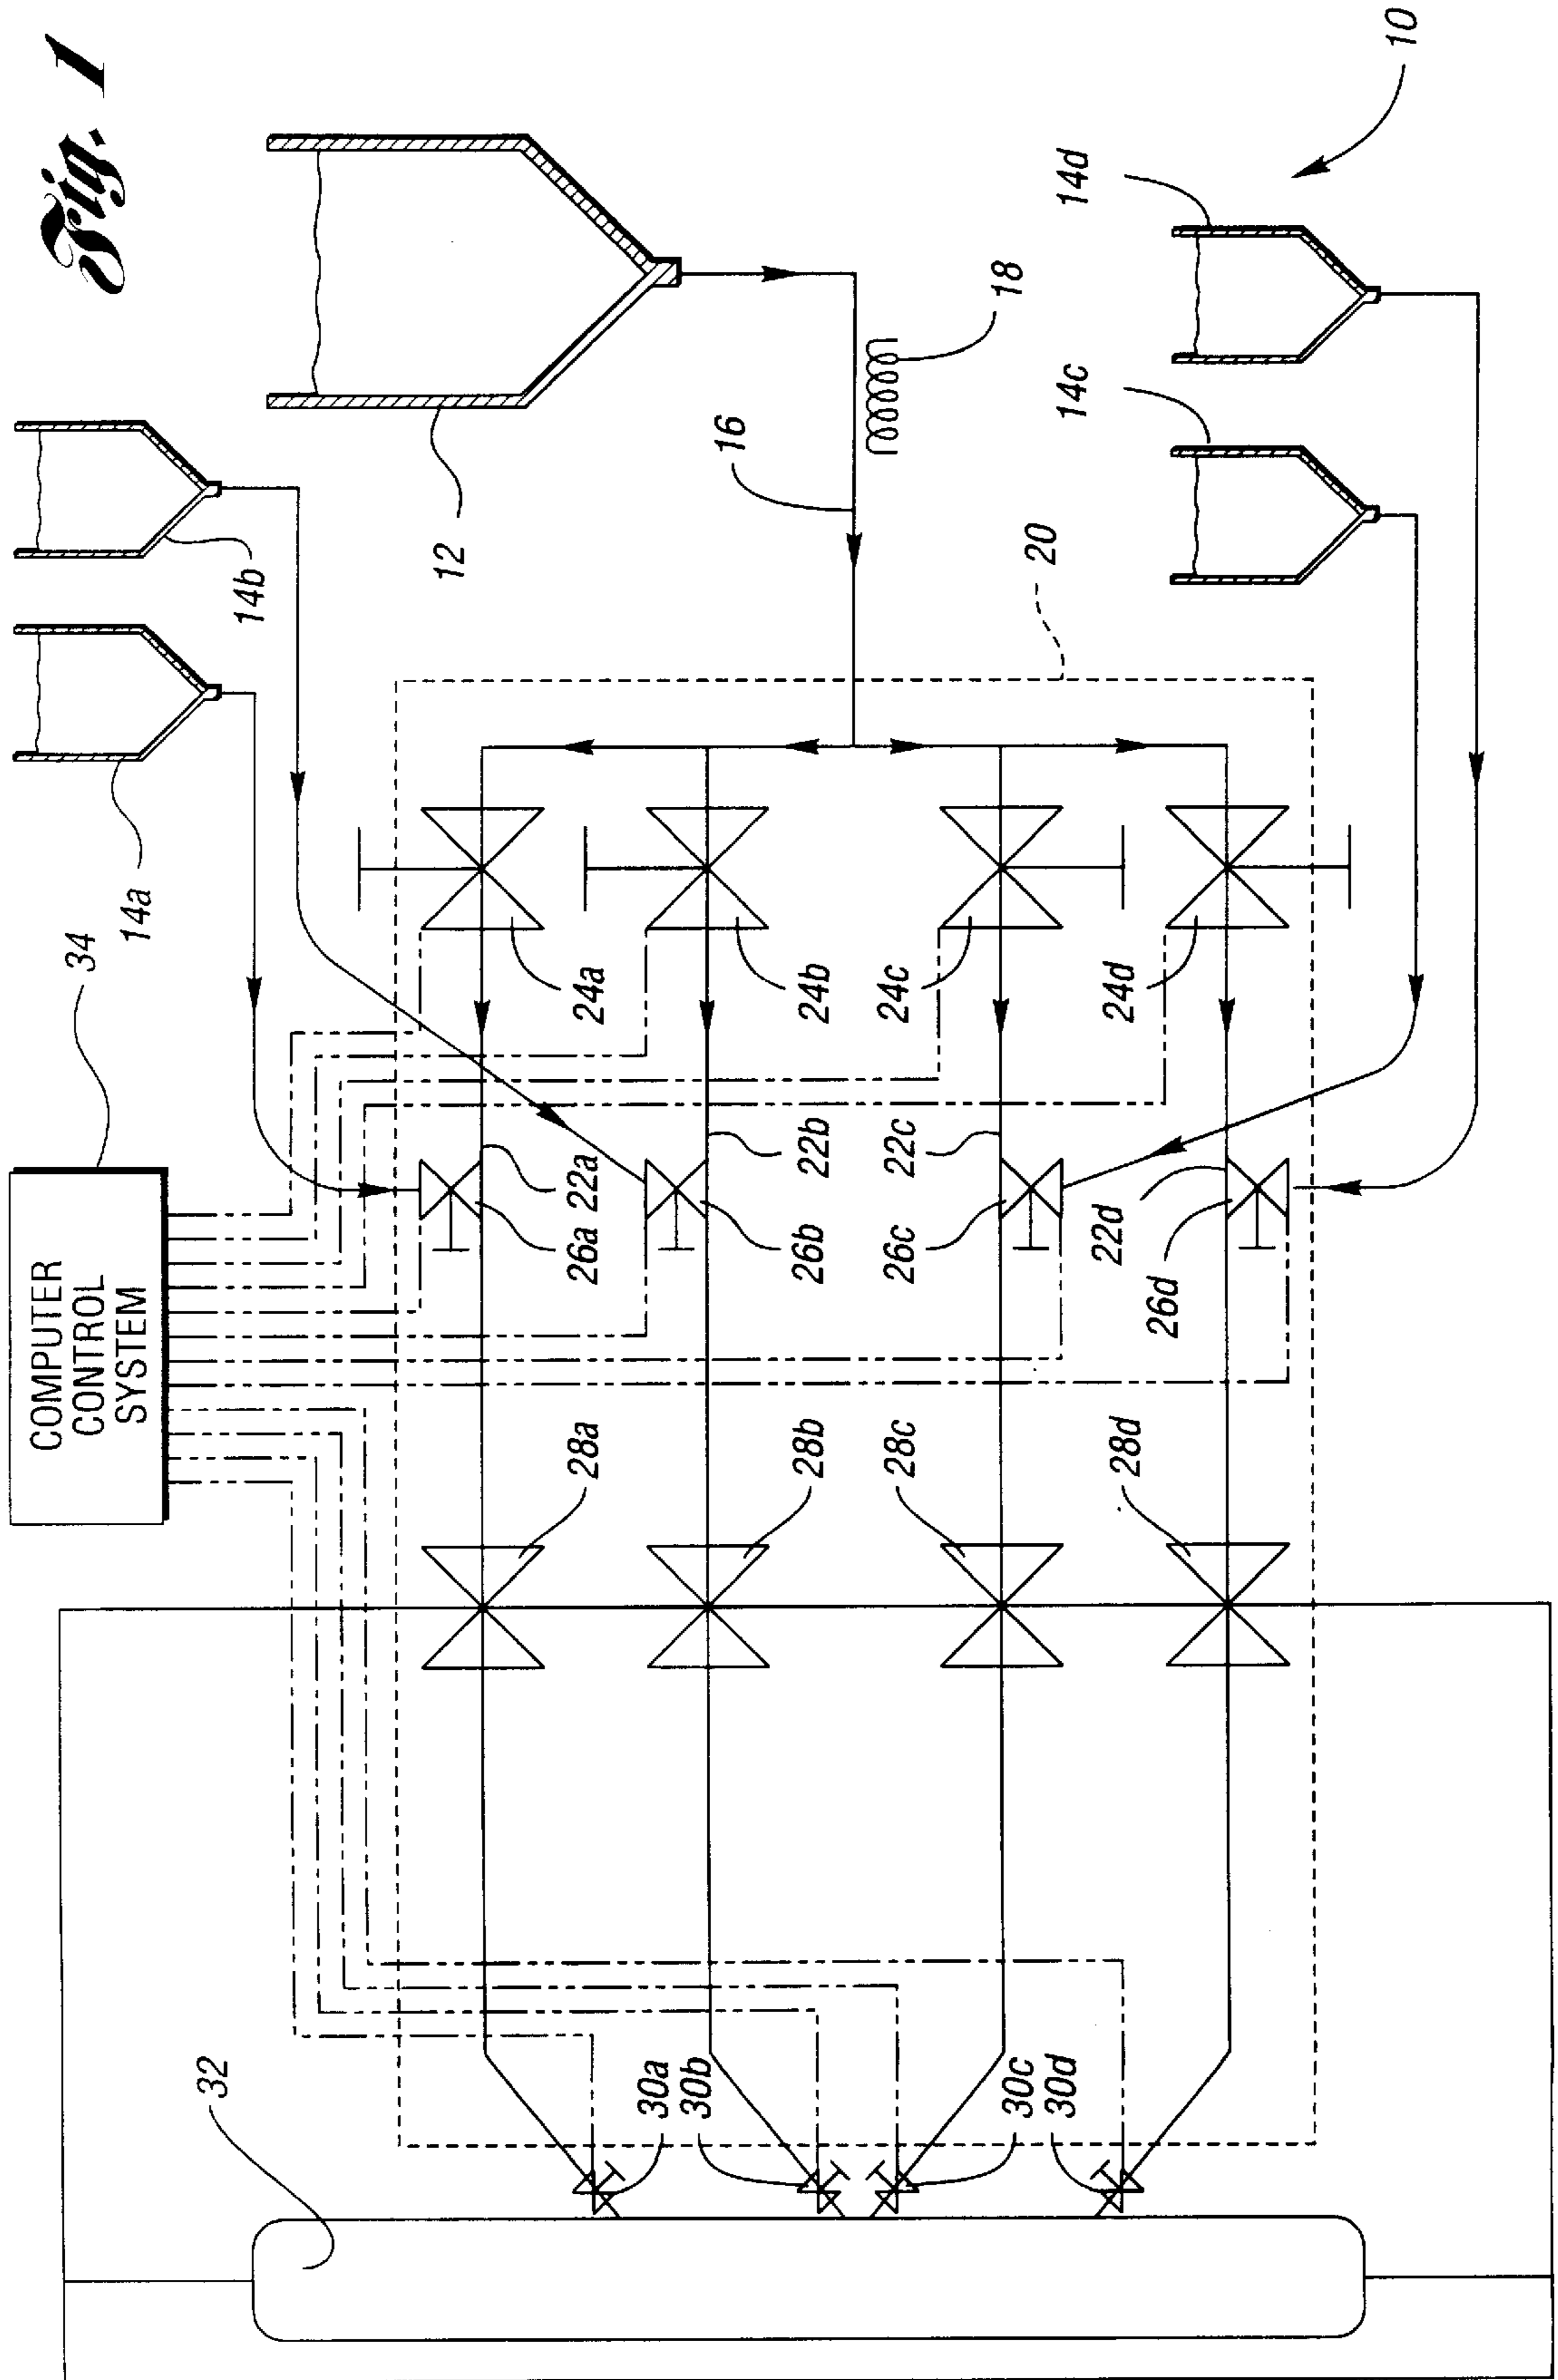 Fig. 1
COMPUTER
CONTROL
SYSTEM
34
14a
14b
12
16
18
20
14c
14d
10
24a
24b
24c
24d
22a
22b
22c
22d
26a
26b
26c
26d
28a
28b
28c
28d
30a
30b
30c
30d
32